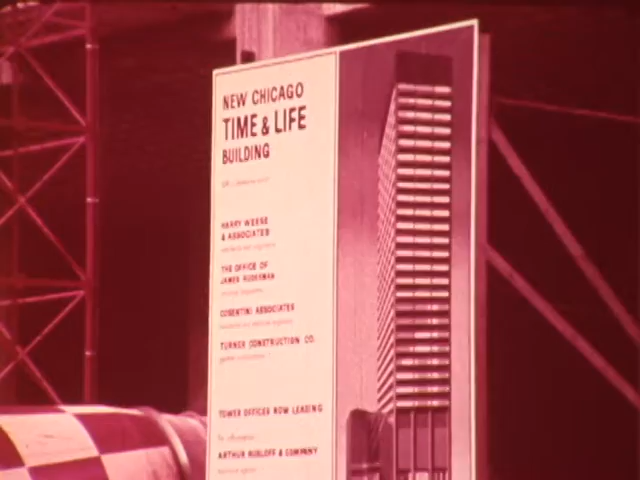 NEW CHICAGO
TIME & LIFE
BUILDING
HARRY WEESE
& ASSOCIATES
THE OFFICE OF
JAMES RUDERMAN
COSENTINI ASSOCIATES
TURNER CONSTRUCTION CO.
TOWER OFFICES NOW LEASING
ARTHUR RUBLOFF & COMPANY